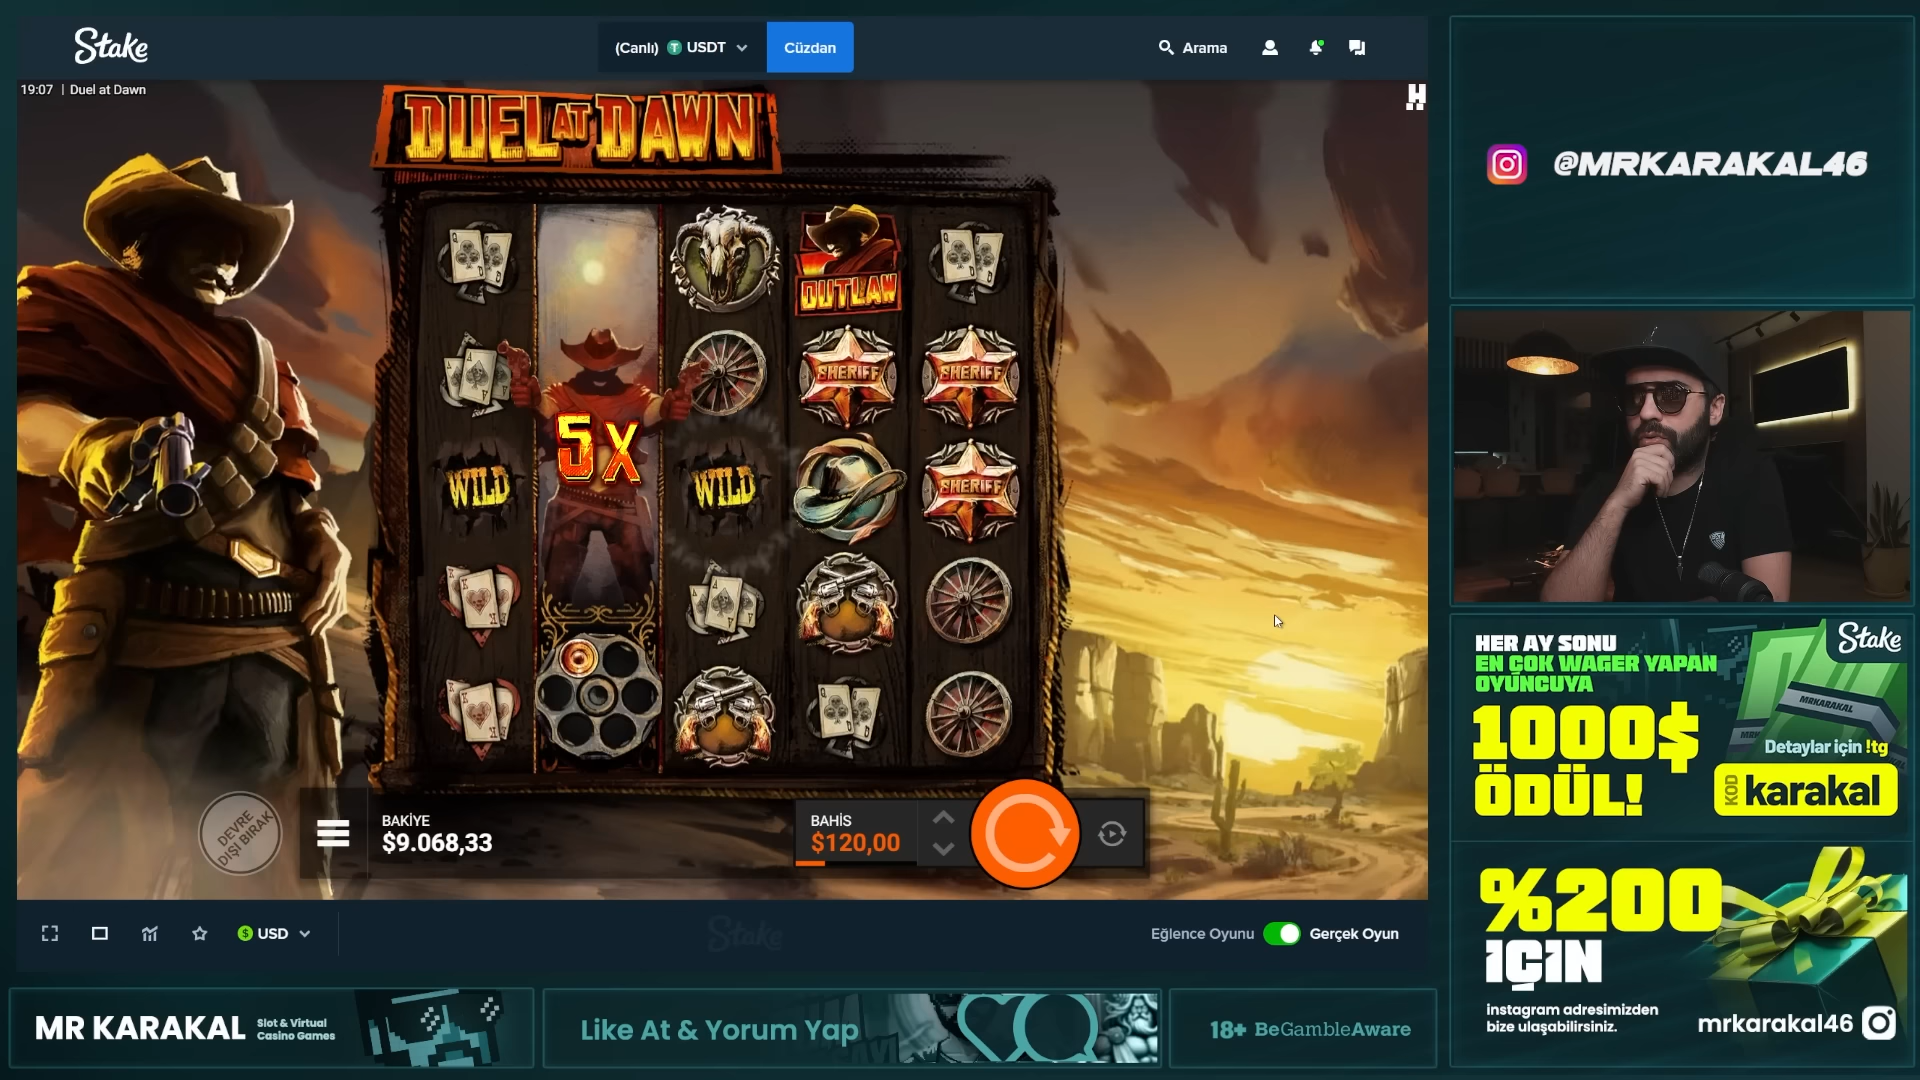 Stake
(Canlı) USDT
Cüzdan
Arama
19:07 | Duel at Dawn
DUEL AT DAWN
OUTLAW
SHERIFF
SHERIFF
5X
WILD
WILD
SHERIFF
DEVRE DIŞI BIRAK
BAKİYE
$9.068,33
BAHİS
$120,00
USD
Stake
Eğlence Oyunu
Gerçek Oyun
MR KARAKAL
Slot & Virtual
Casino Games
Like At & Yorum Yap
18+ BeGambleAware
@MRKARAKAL46
HER AY SONU
EN ÇOK WAGER YAPAN
OYUNCUYA
1000$
ÖDÜL!
Stake
MRKARAKAL
Detaylar için !tg
KOD karakal
%200
İÇİN
instagram adresimizden
bize ulaşabilirsiniz.
mrkarakal46